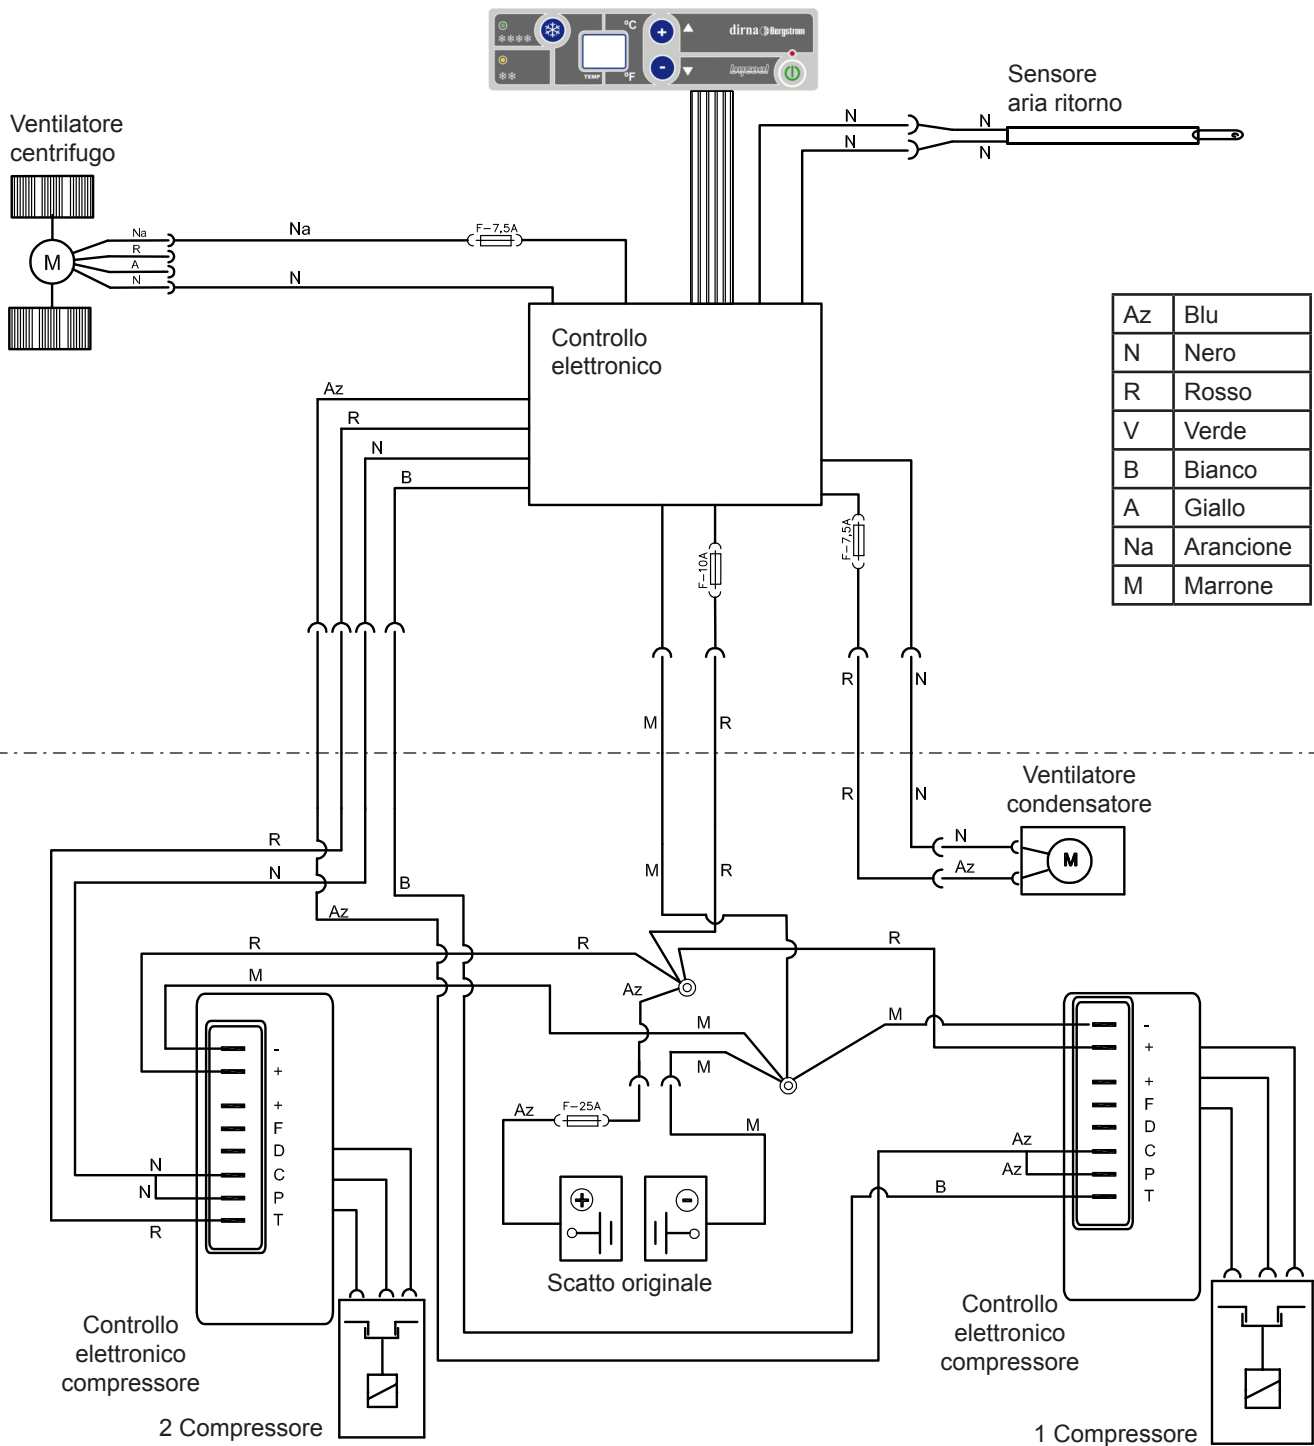 °C
dirna Bergstrom
TEMP
°F
bycool
Sensore
aria ritorno
Ventilatore
centrifugo
N
N
N
N
Na
R
A
N
M
Na
N
F-7,5A
Controllo
elettronico
Az Blu
N Nero
R Rosso
V Verde
B Bianco
A Giallo
Na Arancione
M Marrone
Az
R
N
B
F-10A
F-7,5A
R
N
M
R
Ventilatore
condensatore
R
N
N
Az
M
R
N
B
Az
M
R
R
R
R
M
Az
M
M
M
-
+
+
F
D
C
P
T
N
N
R
Az
F-25A
M
+
-
Scatto originale
-
+
+
F
D
C
P
T
Az
Az
B
Controllo
elettronico
compressore
2 Compressore
Controllo
elettronico
compressore
1 Compressore